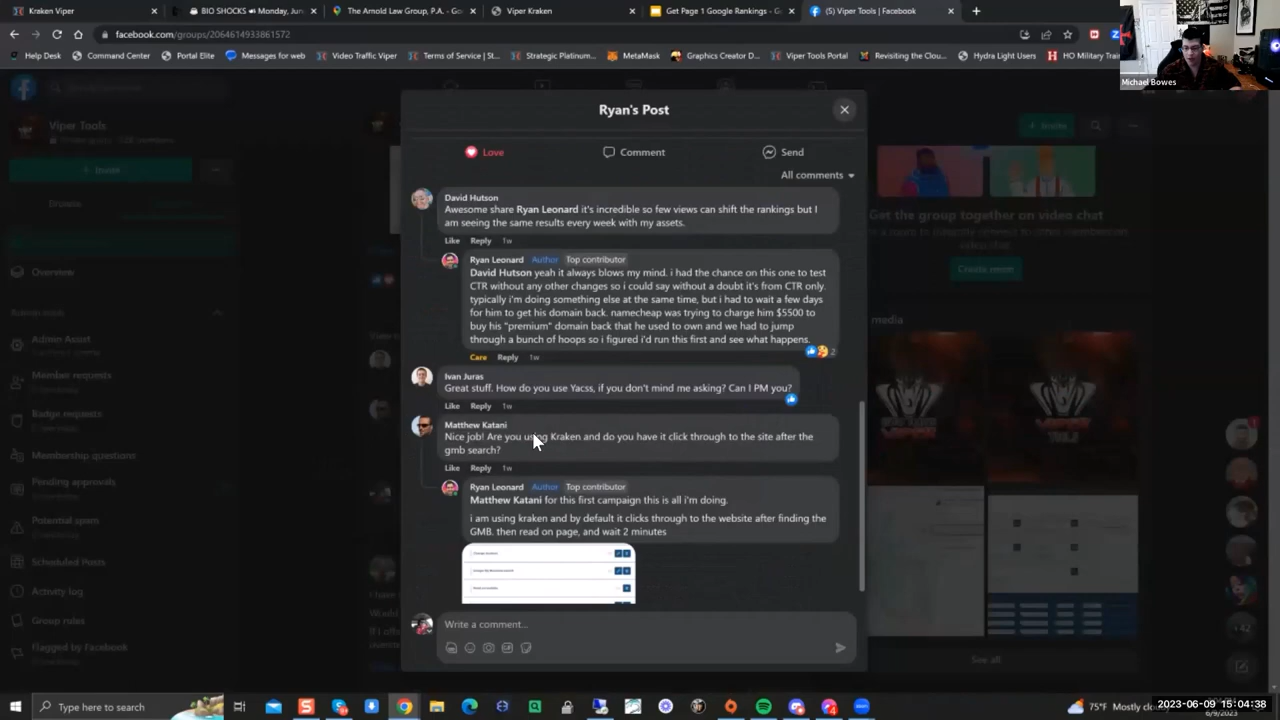 Kraken Viper
BIO SHOCKS
Monday, Jun
The Arnold Law Group, P.A. - Go
Viper Kraken
Get Page 1 Google Rankings - G
(5) Viper Tools | Facebook
facebook.com/groups/2064614933861572
Help Desk
Command Center
Portal Elite
Messages for web
Video Traffic Viper
Terms of Service | St...
Strategic Platinum...
MetaMask
Graphics Creator D...
Viper Tools Portal
Revisiting the Clou...
Hydra Light Users
HO Military Train
Michael Bowes
Viper Tools
+ Invite
Overview
Admin Assist
Member requests
Badge requests
Membership questions
Pending approvals
Potential spam
Scheduled Posts
Activity log
Group rules
Flagged by Facebook
Ryan's Post
Love
Comment
Send
All comments
David Hutson
Awesome share Ryan Leonard it's incredible so few views can shift the rankings but I
am seeing the same results every week with my assets.
Like Reply 1w
Ryan Leonard Author Top contributor
David Hutson yeah it always blows my mind. i had the chance on this one to test
CTR without any other changes so i could say without a doubt it's from CTR only.
typically i'm doing something else at the same time, but i had to wait a few days
for him to get his domain back. namecheap was trying to charge him $5500 to
buy his "premium" domain back that he used to own and we had to jump
through a bunch of hoops so i figured i'd run this first and see what happens.
2
Care Reply 1w
Ivan Juras
Great stuff. How do you use Yacss, if you don't mind me asking? Can I PM you?
Like Reply 1w
Matthew Katani
Nice job! Are you using Kraken and do you have it click through to the site after the
gmb search?
Like Reply 1w
Ryan Leonard Author Top contributor
Matthew Katani for this first campaign this is all i'm doing.
i am using kraken and by default it clicks through to the website after finding the
GMB. then read on page, and wait 2 minutes
Write a comment...
+ Invite
Get the group together on video chat
Create room
media
See all
+42
Type here to search
75°F Mostly clou
2023-06-09 15:04:38
6/9/2023